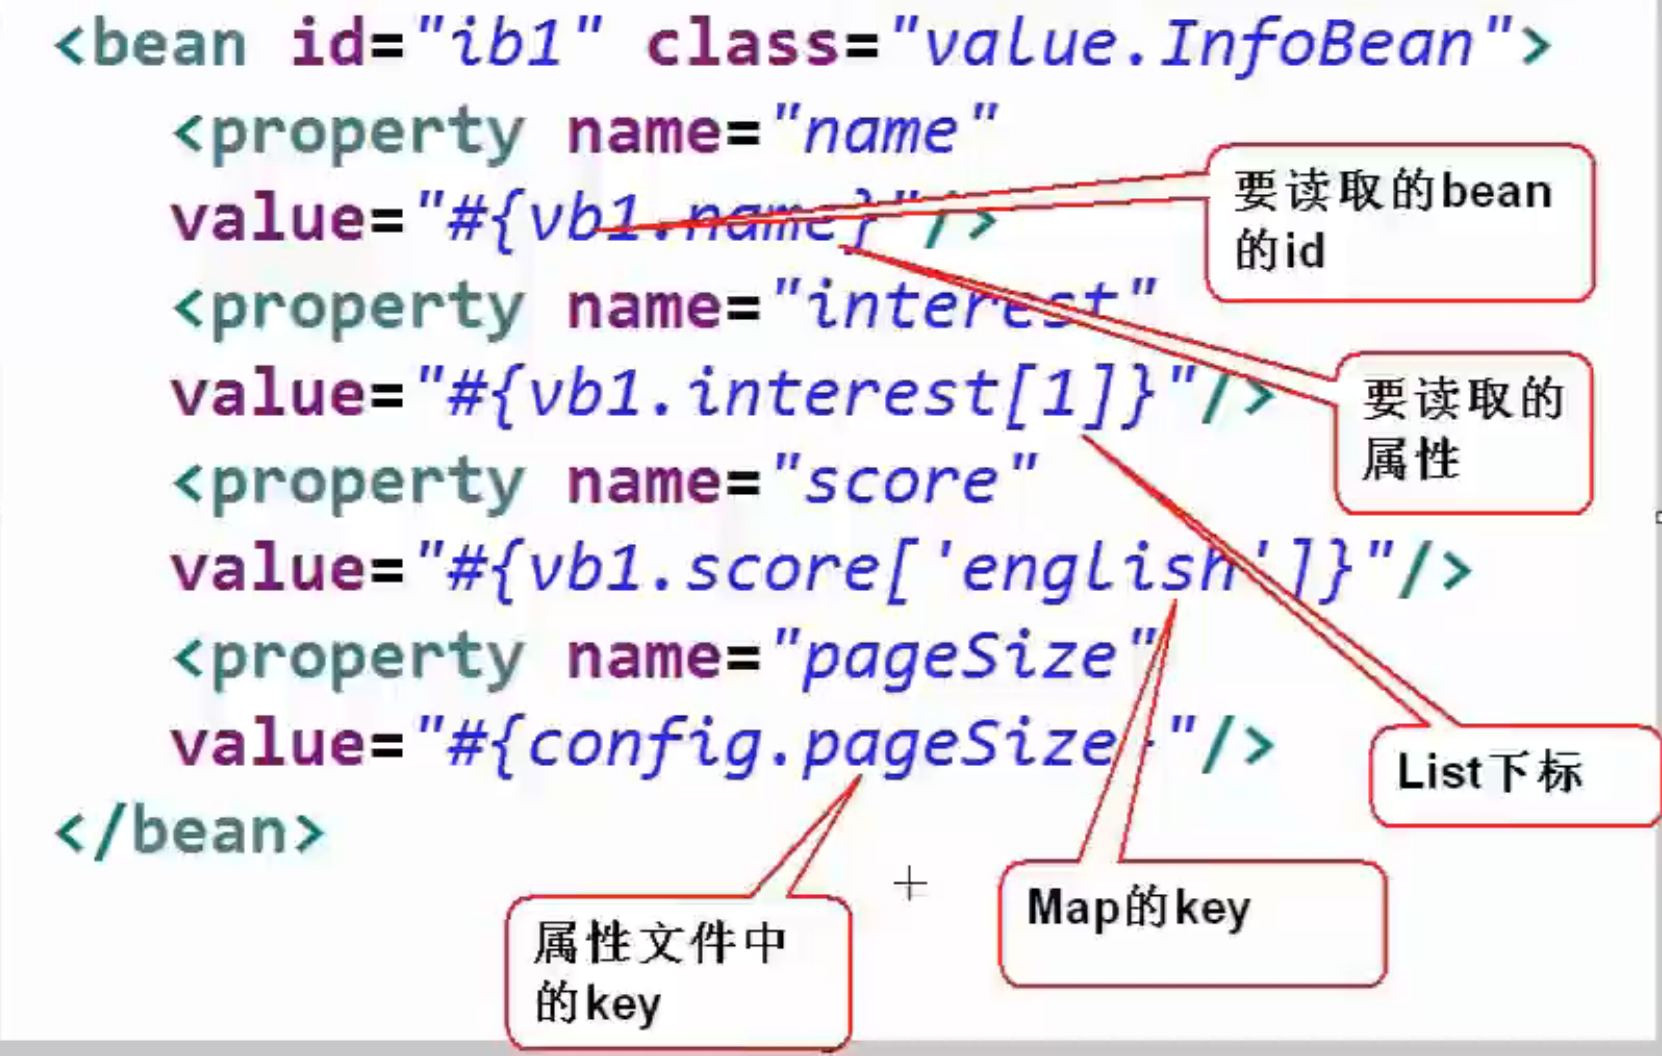 <bean id="ib1" class="value.InfoBean">
<property name="name"
value="#{vb1.name}"/>
要读取的bean
的id
<property name="interest"
value="#{vb1.interest[1]}"/>
要读取的
属性
<property name="score"
value="#{vb1.score['english']}"/>
<property name="pageSize"
value="#{config.pageSize}"/>
List下标
</bean>
Map的key
属性文件中
的key